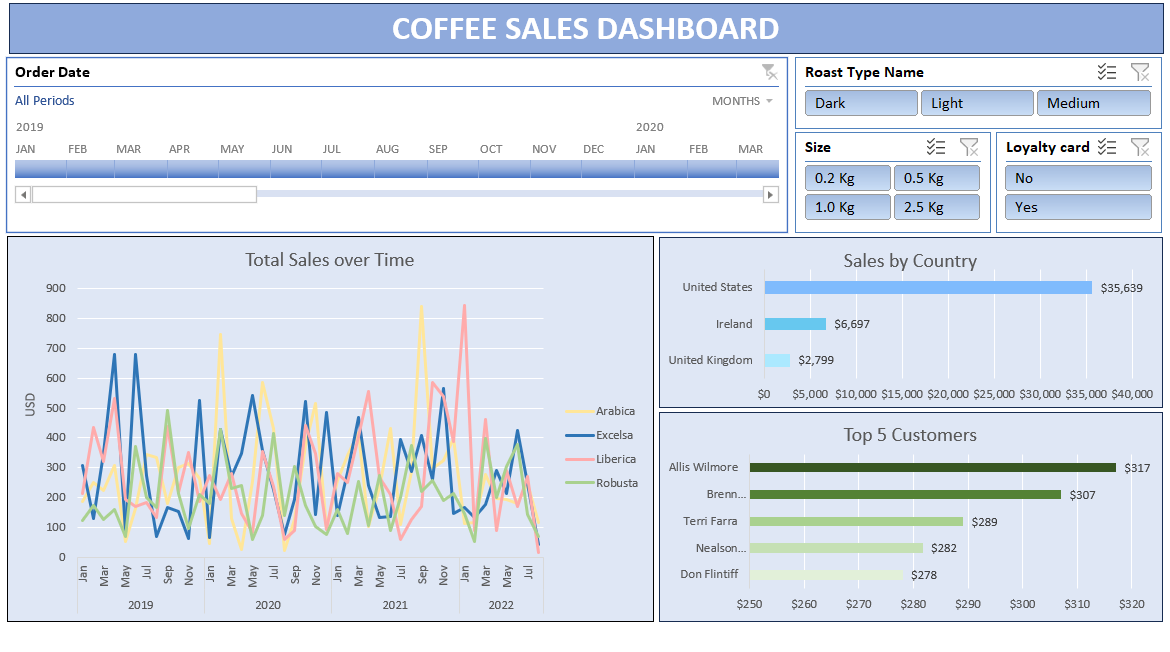 COFFEE SALES DASHBOARD
Order Date
All Periods
MONTHS
2019 2020
JAN FEB MAR APR MAY JUN JUL AUG SEP OCT NOV DEC JAN FEB MAR
Roast Type Name
Dark Light Medium
Size
0.2 Kg 0.5 Kg
1.0 Kg 2.5 Kg
Loyalty card
No
Yes
Total Sales over Time
USD
900
800
700
600
500
400
300
200
100
0
Jan Mar May Jul Sep Nov Jan Mar May Jul Sep Nov Jan Mar May Jul Sep Nov Jan Mar May Jul
2019 2020 2021 2022
Arabica
Excelsa
Liberica
Robusta
Sales by Country
United States $35,639
Ireland $6,697
United Kingdom $2,799
$0 $5,000 $10,000 $15,000 $20,000 $25,000 $30,000 $35,000 $40,000
Top 5 Customers
Allis Wilmore $317
Brenn... $307
Terri Farra $289
Nealson... $282
Don Flintiff $278
$250 $260 $270 $280 $290 $300 $310 $320